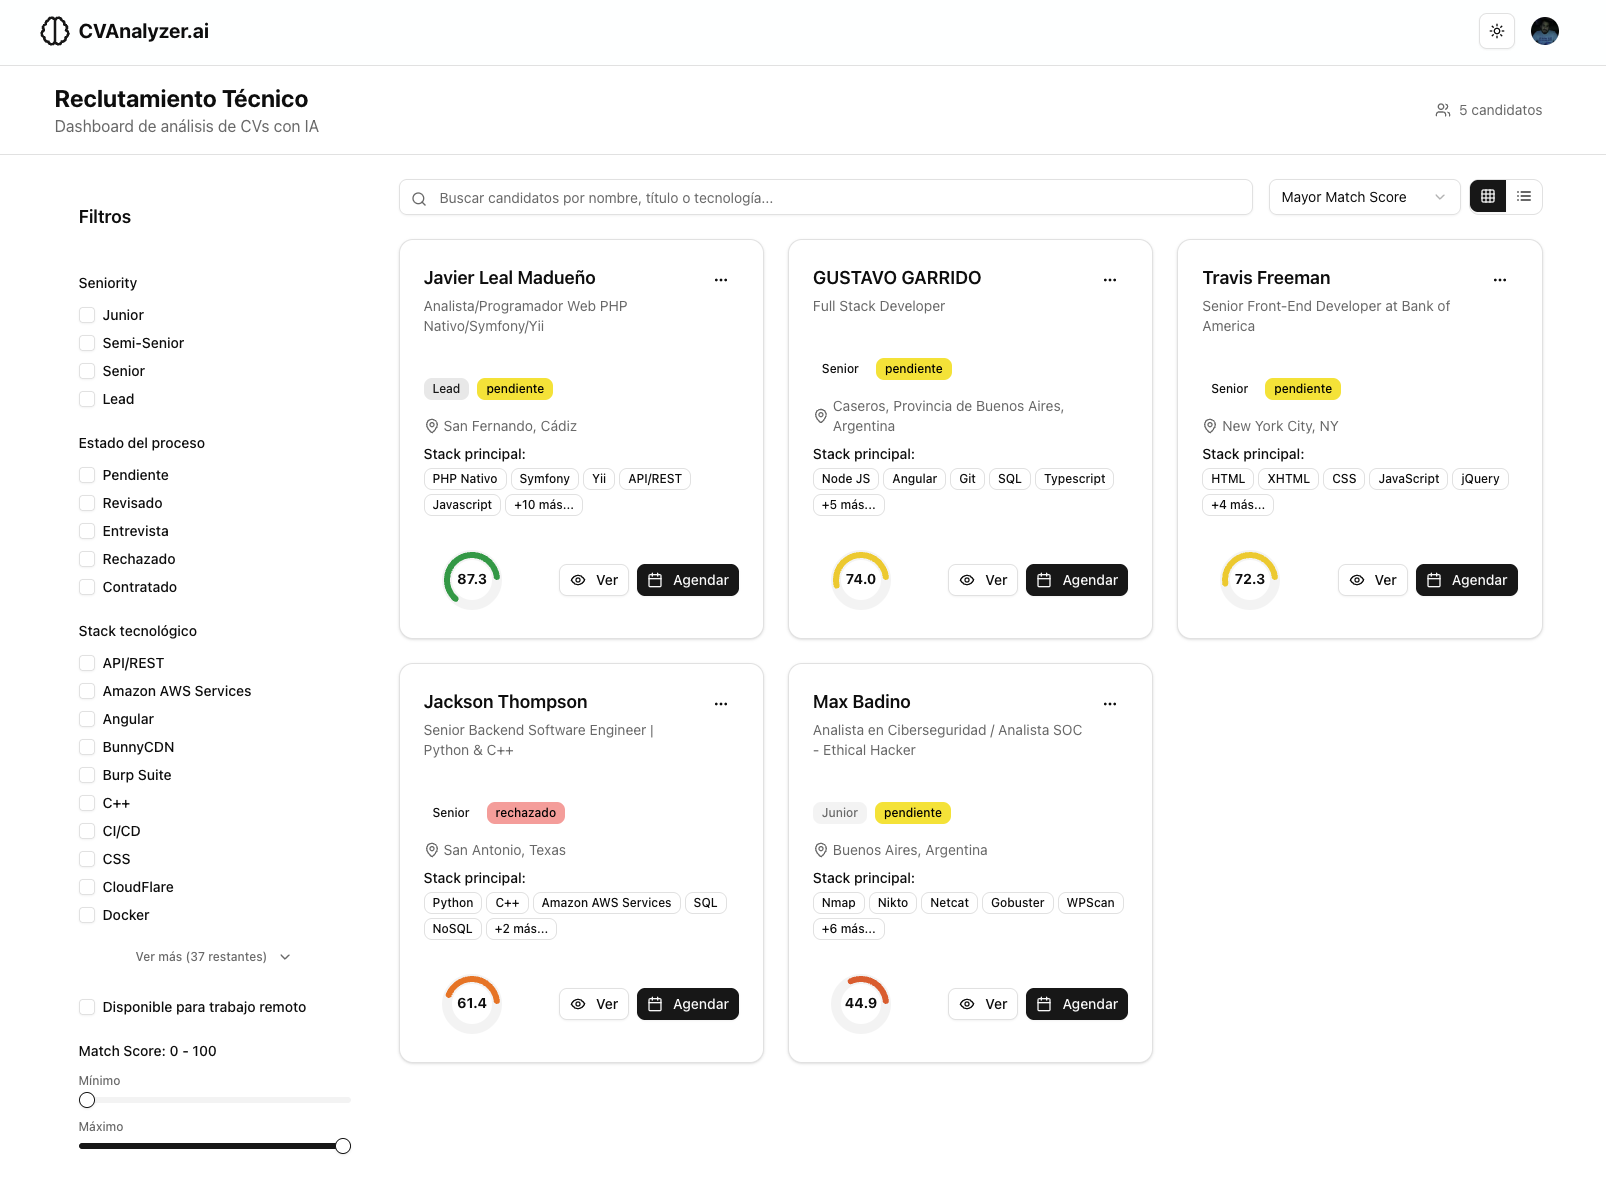 CVAnalyzer.ai
Reclutamiento Técnico
Dashboard de análisis de CVs con IA
5 candidatos
Filtros
Seniority
Junior
Semi-Senior
Senior
Lead
Estado del proceso
Pendiente
Revisado
Entrevista
Rechazado
Contratado
Stack tecnológico
API/REST
Amazon AWS Services
Angular
BunnyCDN
Burp Suite
C++
CI/CD
CSS
CloudFlare
Docker
Ver más (37 restantes)
Disponible para trabajo remoto
Match Score: 0 - 100
Mínimo
Máximo
Buscar candidatos por nombre, título o tecnología...
Mayor Match Score
Javier Leal Madueño
Analista/Programador Web PHP
Nativo/Symfony/Yii
Lead pendiente
San Fernando, Cádiz
Stack principal:
PHP Nativo Symfony Yii API/REST
Javascript +10 más...
87.3 Ver Agendar
GUSTAVO GARRIDO
Full Stack Developer
Senior pendiente
Caseros, Provincia de Buenos Aires,
Argentina
Stack principal:
Node JS Angular Git SQL Typescript
+5 más...
74.0 Ver Agendar
Travis Freeman
Senior Front-End Developer at Bank of
America
Senior pendiente
New York City, NY
Stack principal:
HTML XHTML CSS JavaScript jQuery
+4 más...
72.3 Ver Agendar
Jackson Thompson
Senior Backend Software Engineer |
Python & C++
Senior rechazado
San Antonio, Texas
Stack principal:
Python C++ Amazon AWS Services SQL
NoSQL +2 más...
61.4 Ver Agendar
Max Badino
Analista en Ciberseguridad / Analista SOC
- Ethical Hacker
Junior pendiente
Buenos Aires, Argentina
Stack principal:
Nmap Nikto Netcat Gobuster WPScan
+6 más...
44.9 Ver Agendar